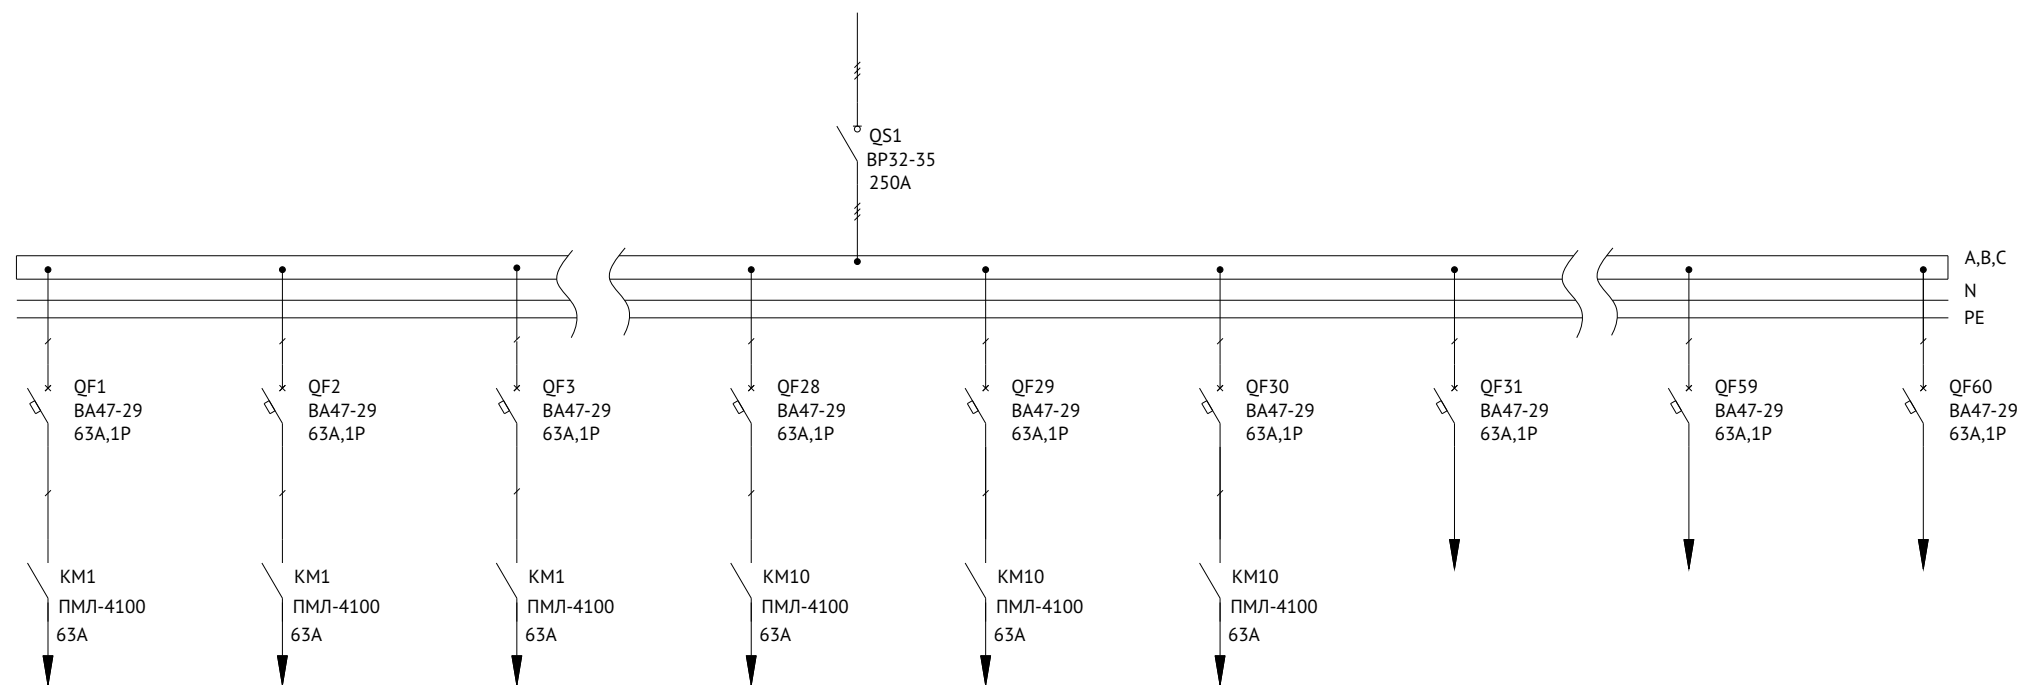 QS1
ВР32-35
250А
А,В,С
N
PE
QF1
ВА47-29
63А,1Р
QF2
ВА47-29
63А,1Р
QF3
ВА47-29
63А,1Р
QF28
ВА47-29
63А,1Р
QF29
ВА47-29
63А,1Р
QF30
ВА47-29
63А,1Р
QF31
ВА47-29
63А,1Р
QF59
ВА47-29
63А,1Р
QF60
ВА47-29
63А,1Р
КМ1
ПМЛ-4100
63А
КМ1
ПМЛ-4100
63А
КМ1
ПМЛ-4100
63А
КМ10
ПМЛ-4100
63А
КМ10
ПМЛ-4100
63А
КМ10
ПМЛ-4100
63А